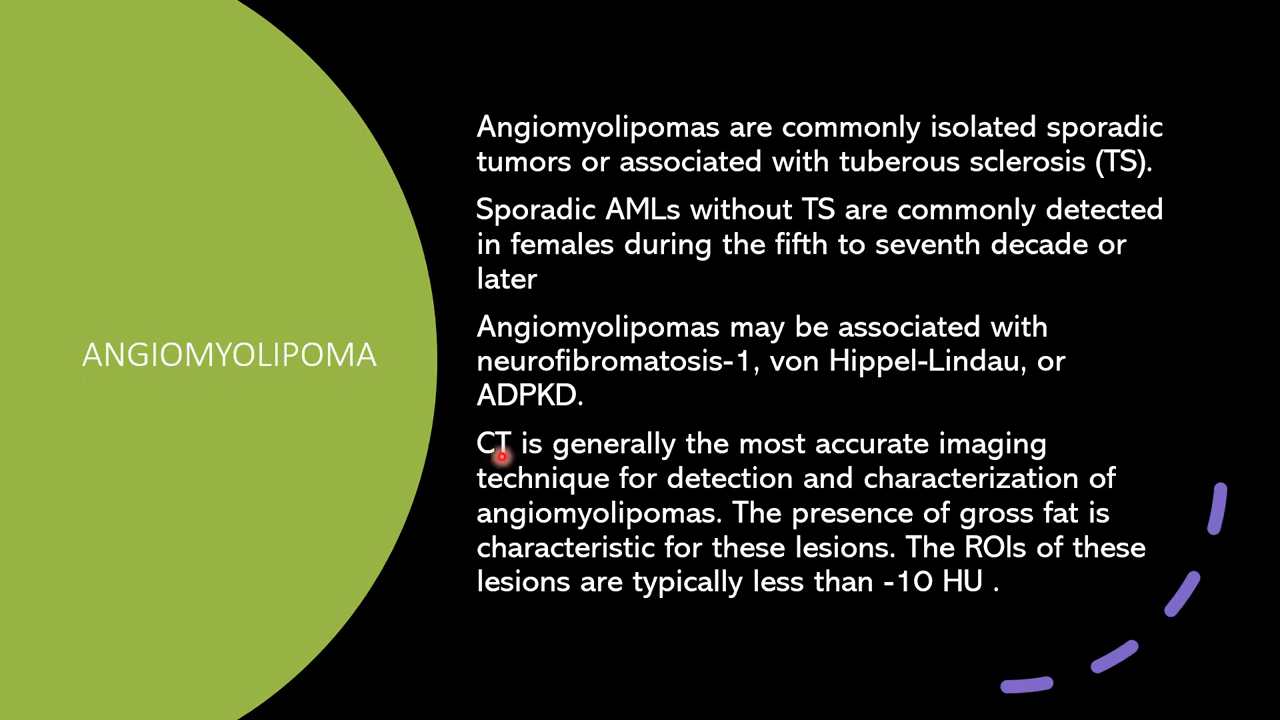 ANGIOMYOLIPOMA
Angiomyolipomas are commonly isolated sporadic
tumors or associated with tuberous sclerosis (TS).
Sporadic AMLs without TS are commonly detected
in females during the fifth to seventh decade or
later
Angiomyolipomas may be associated with
neurofibromatosis-1, von Hippel-Lindau, or
ADPKD.
CT is generally the most accurate imaging
technique for detection and characterization of
angiomyolipomas. The presence of gross fat is
characteristic for these lesions. The ROIs of these
lesions are typically less than -10 HU .